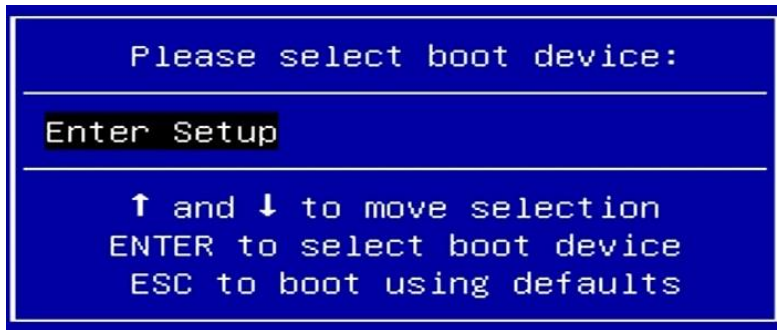 Please select boot device:
Enter Setup
↑ and ↓ to move selection
ENTER to select boot device
ESC to boot using defaults